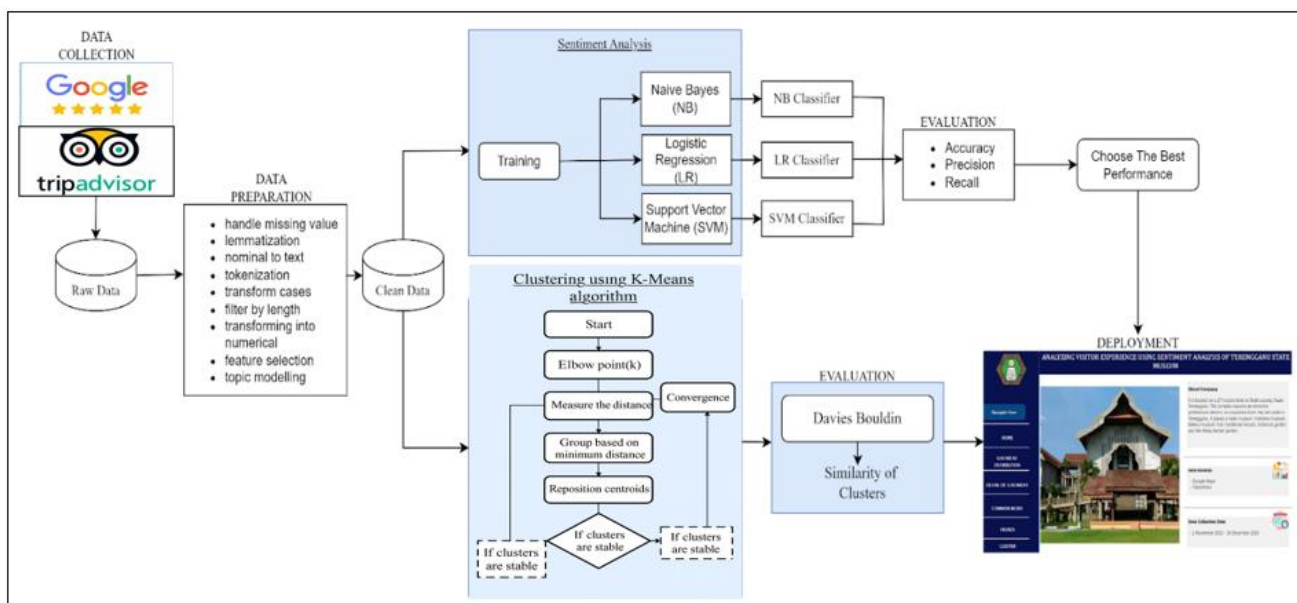 DATA
COLLECTION
Google
tripadvisor
Raw Data
DATA
PREPARATION
handle missing value
lemmatization
nominal to text
tokenization
transform cases
filter by length
transforming into
numerical
feature selection
topic modelling
Clean Data
Sentiment Analysis
Training
Naive Bayes
(NB)
Logistic
Regression
(LR)
Support Vector
Machine (SVM)
NB Classifier
LR Classifier
SVM Classifier
EVALUATION
Accuracy
Precision
Recall
Choose The Best
Performance
Clustering using K-Means
algorithm
Start
Elbow point(k)
Measure the distance
Convergence
Group based on
minimum distance
Reposition centroids
If clusters
are stable
If clusters
are stable
If clusters
are stable
EVALUATION
Davies Bouldin
Similarity of
Clusters
DEPLOYMENT
ANALYZING VISITOR EXPERIENCE USING SENTIMENT ANALYSIS OF TERENGGANU STATE
MUSEUM
HOME